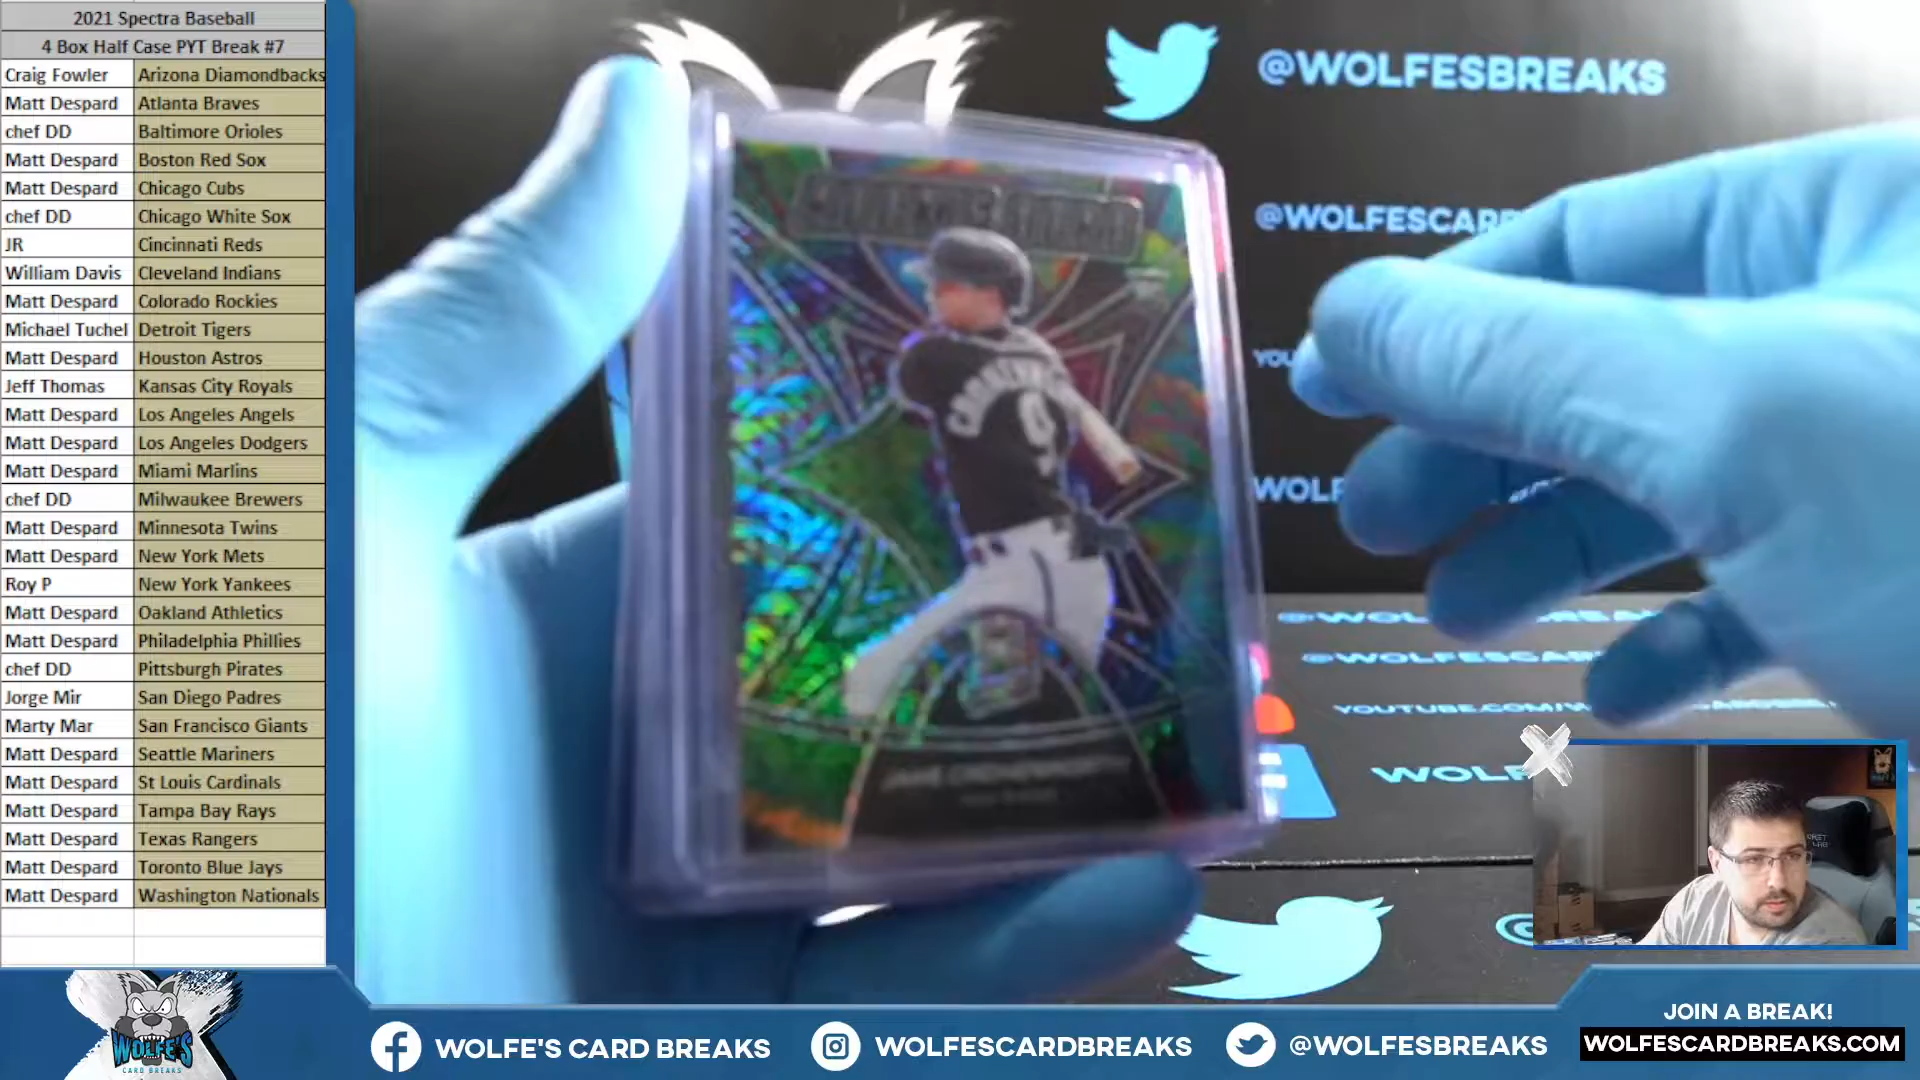 2021 Spectra Baseball
4 Box Half Case PYT Break #7
Craig Fowler Arizona Diamondbacks
Matt Despard Atlanta Braves
chef DD Baltimore Orioles
Matt Despard Boston Red Sox
Matt Despard Chicago Cubs
chef DD Chicago White Sox
JR Cincinnati Reds
William Davis Cleveland Indians
Matt Despard Colorado Rockies
Michael Tuchel Detroit Tigers
Matt Despard Houston Astros
Jeff Thomas Kansas City Royals
Matt Despard Los Angeles Angels
Matt Despard Los Angeles Dodgers
Matt Despard Miami Marlins
chef DD Milwaukee Brewers
Matt Despard Minnesota Twins
Matt Despard New York Mets
Roy P New York Yankees
Matt Despard Oakland Athletics
Matt Despard Philadelphia Phillies
chef DD Pittsburgh Pirates
Jorge Mir San Diego Padres
Marty Mar San Francisco Giants
Matt Despard Seattle Mariners
Matt Despard St Louis Cardinals
Matt Despard Tampa Bay Rays
Matt Despard Texas Rangers
Matt Despard Toronto Blue Jays
Matt Despard Washington Nationals
@WOLFESBREAKS
@WOLFESCAR
YOU
WOLF
9
WOLFE'S
CARD BREAKS
WOLFE'S CARD BREAKS
WOLFESCARDBREAKS
@WOLFESBREAKS
JOIN A BREAK!
WOLFESCARDBREAKS.COM